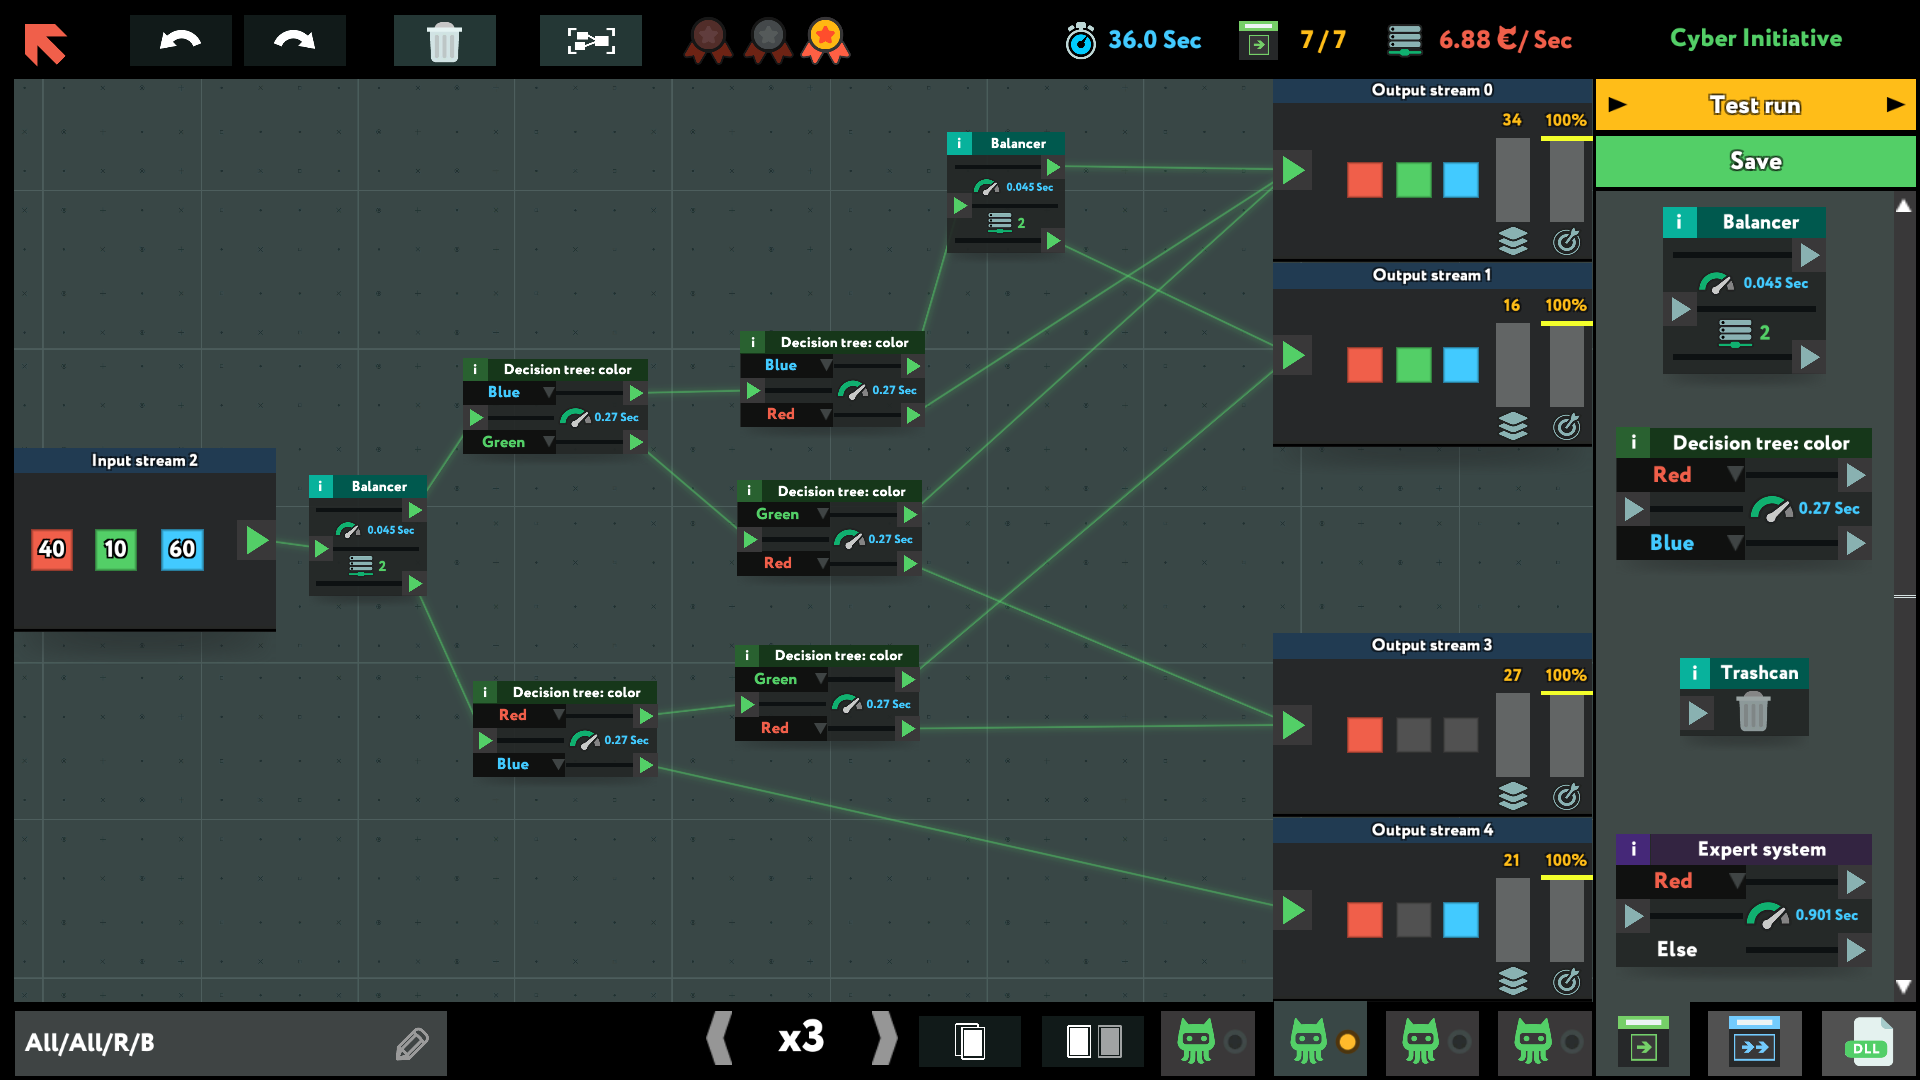 36.0 Sec
7/7
6.88 €/ Sec
Cyber Initiative
Test run
Save
Output stream 0
34
100%
Output stream 1
16
100%
Output stream 3
27
100%
Output stream 4
21
100%
Input stream 2
40
10
60
i Balancer
0.045 Sec
2
i Decision tree: color
Blue
0.27 Sec
Green
i Decision tree: color
Red
0.27 Sec
Blue
i Decision tree: color
Blue
0.27 Sec
Red
i Decision tree: color
Green
0.27 Sec
Red
i Decision tree: color
Green
0.27 Sec
Red
i Balancer
0.045 Sec
2
i Balancer
0.045 Sec
2
i Decision tree: color
Red
0.27 Sec
Blue
i Trashcan
i Expert system
Red
0.901 Sec
Else
All/All/R/B
x3
DLL